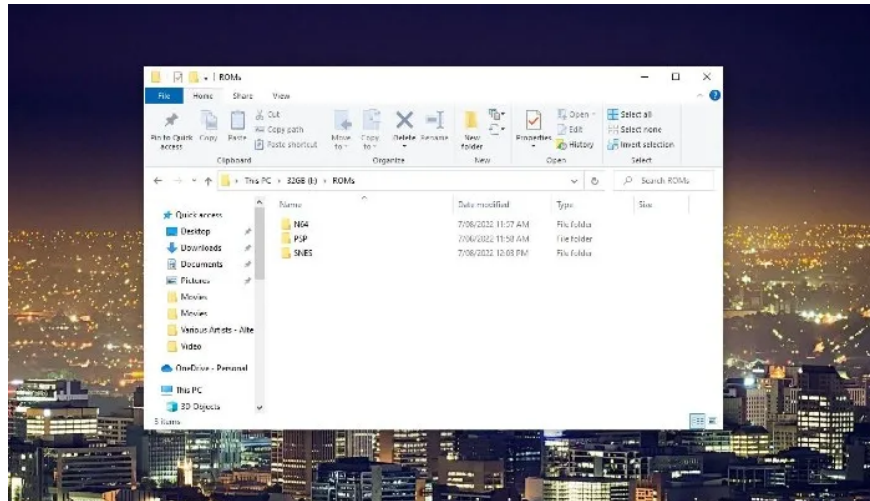 ROMs
File Home Share View
Pin to Quick access
Copy
Paste
Cut
Copy path
Paste shortcut
Move to
Copy to
Delete
Rename
New folder
Properties
Open
Edit
History
Select all
Select none
Invert selection
Clipboard
Organize
New
Open
Select
This PC 32GB (I:) ROMs
Search ROMs
Name Date modified Type Size
N64 7/06/2022 11:37 AM File folder
PSP 7/06/2022 11:58 AM File folder
SNES 7/06/2022 12:03 PM File folder
Quick access
Desktop
Downloads
Documents
Pictures
Movies
Movies
Various Artists - Alte
Video
OneDrive - Personal
This PC
3D Objects
3 items